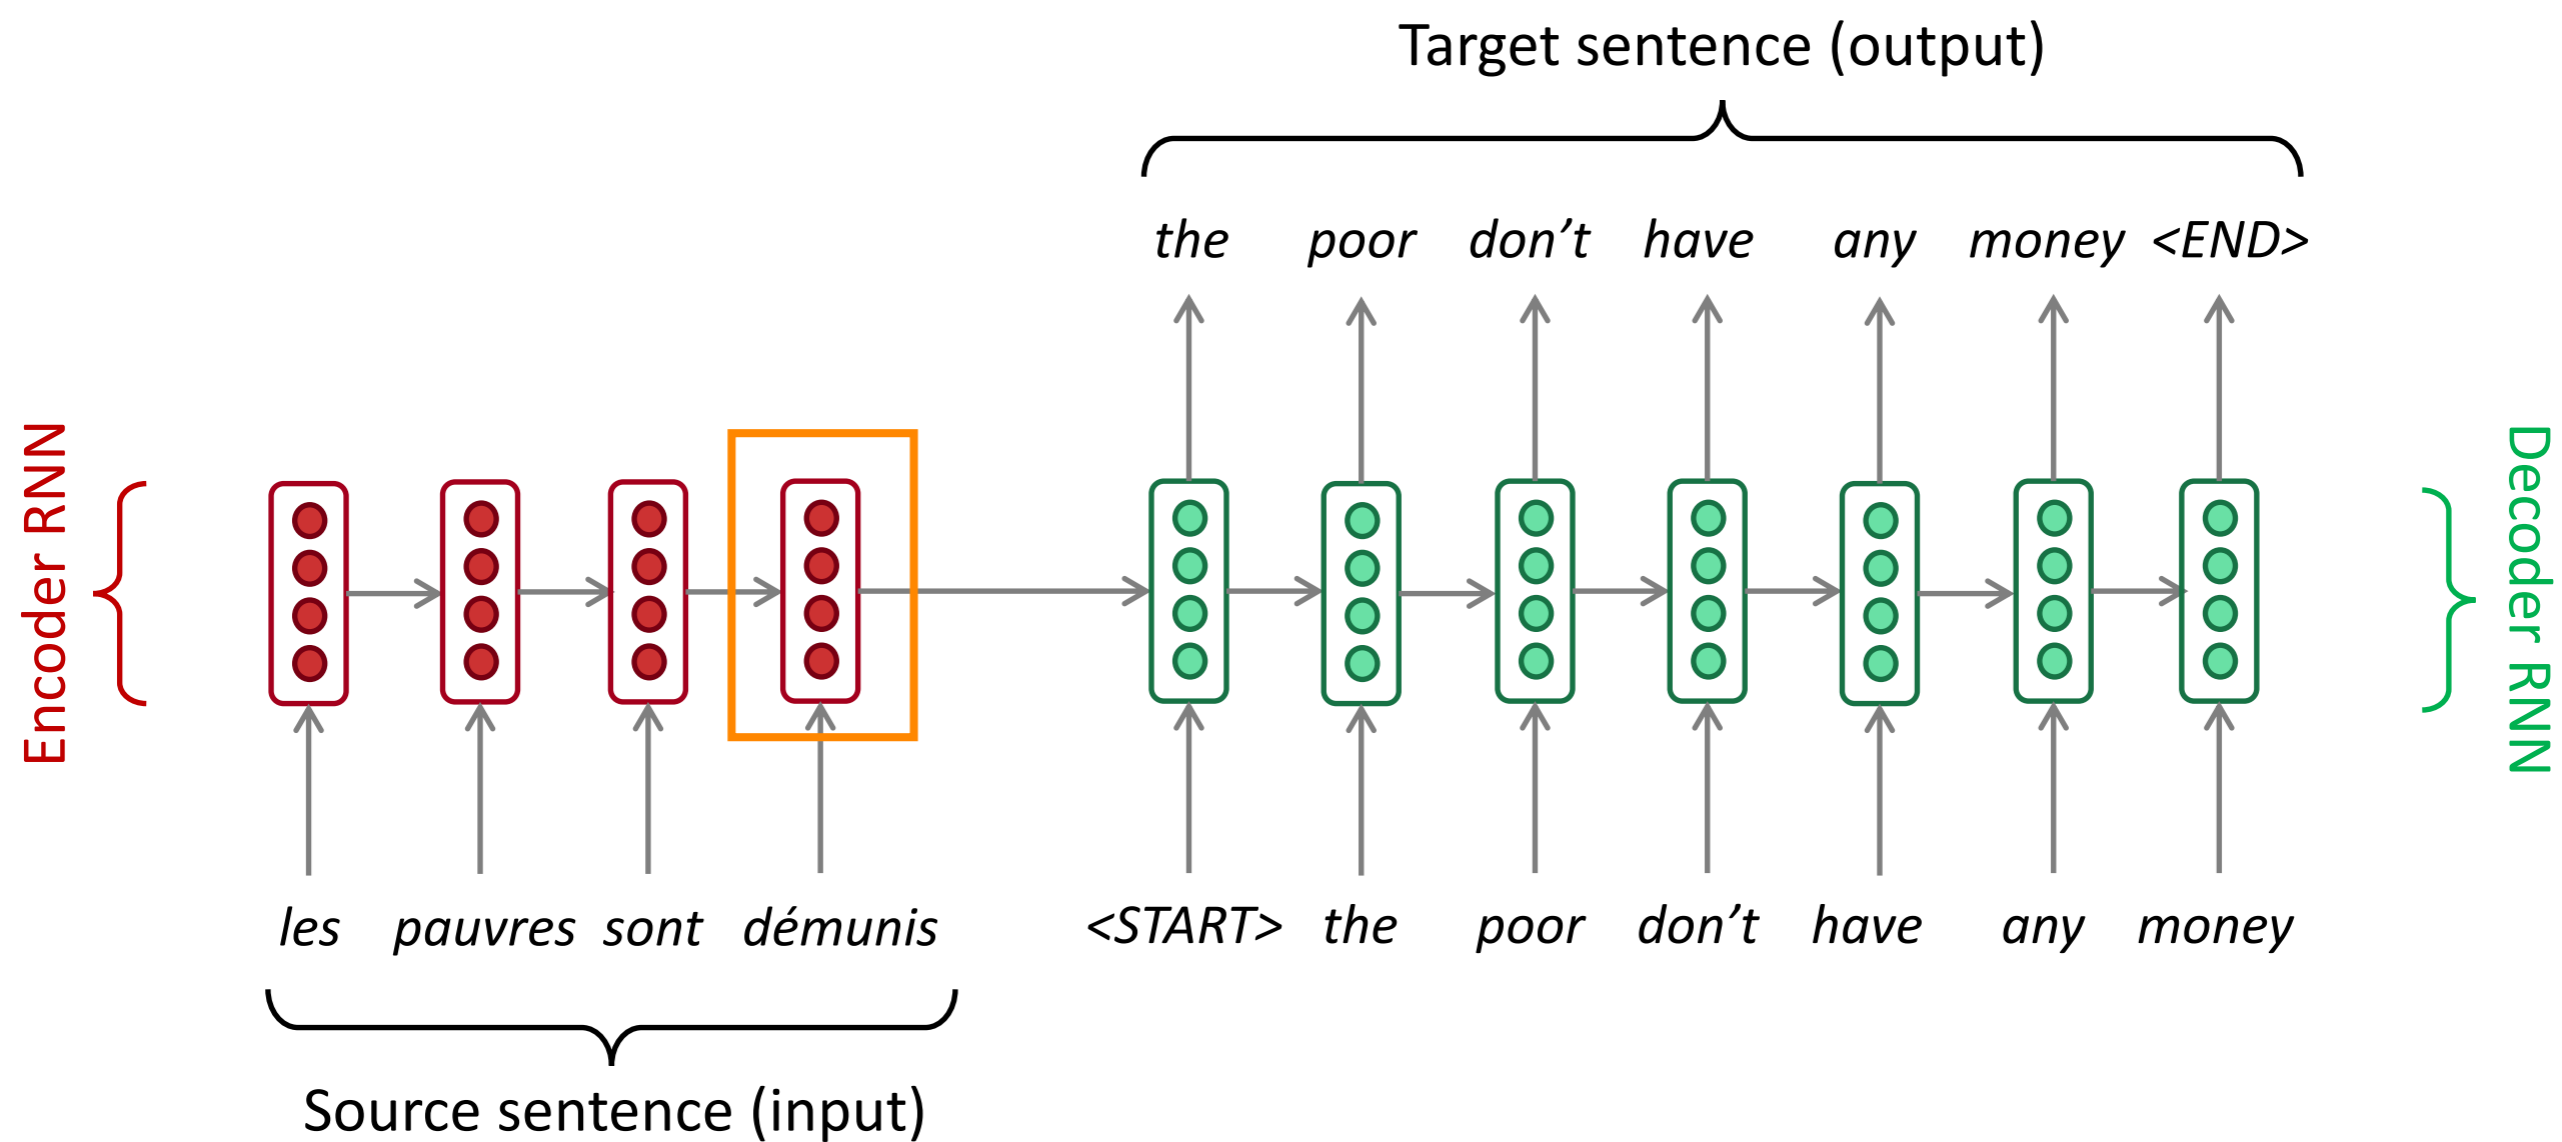 Target sentence (output)
the poor don’t have any money <END>
Encoder RNN
Decoder RNN
les pauvres sont démunis <START> the poor don’t have any money
Source sentence (input)